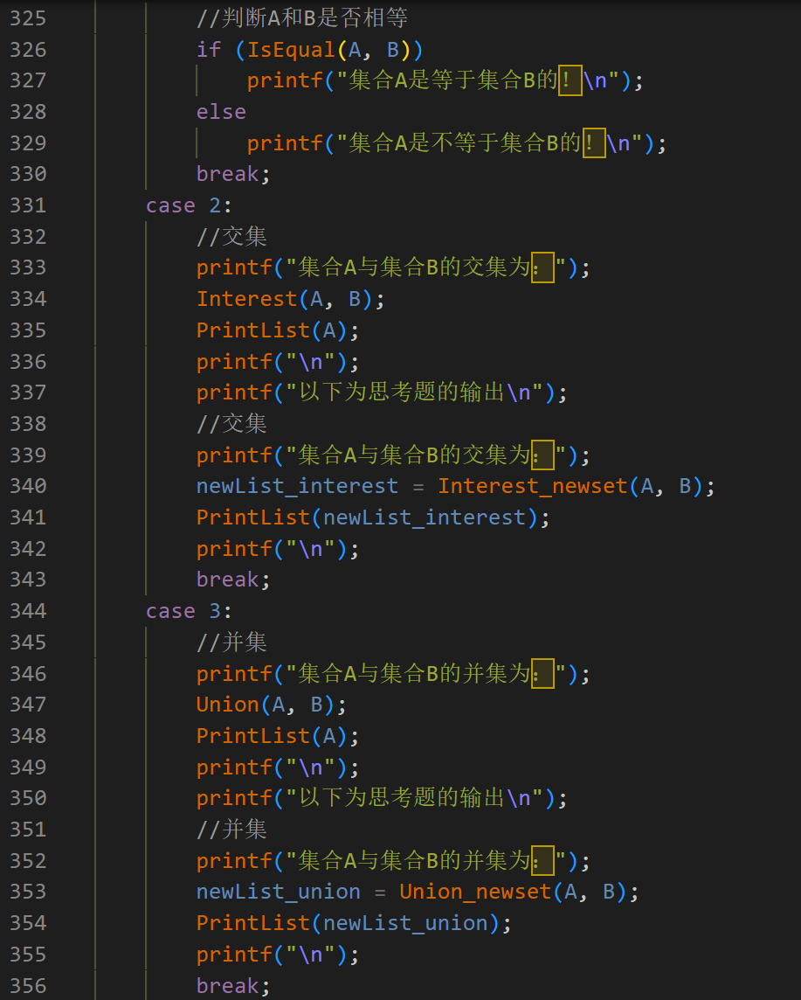 325 //判断A和B是否相等
326 if (IsEqual(A, B))
327 printf("集合A是等于集合B的！\n");
328 else
329 printf("集合A是不等于集合B的！\n");
330 break;
331 case 2:
332 //交集
333 printf("集合A与集合B的交集为：");
334 Interest(A, B);
335 PrintList(A);
336 printf("\n");
337 printf("以下为思考题的输出\n");
338 //交集
339 printf("集合A与集合B的交集为：");
340 newList_interest = Interest_newset(A, B);
341 PrintList(newList_interest);
342 printf("\n");
343 break;
344 case 3:
345 //并集
346 printf("集合A与集合B的并集为：");
347 Union(A, B);
348 PrintList(A);
349 printf("\n");
350 printf("以下为思考题的输出\n");
351 //并集
352 printf("集合A与集合B的并集为：");
353 newList_union = Union_newset(A, B);
354 PrintList(newList_union);
355 printf("\n");
356 break;